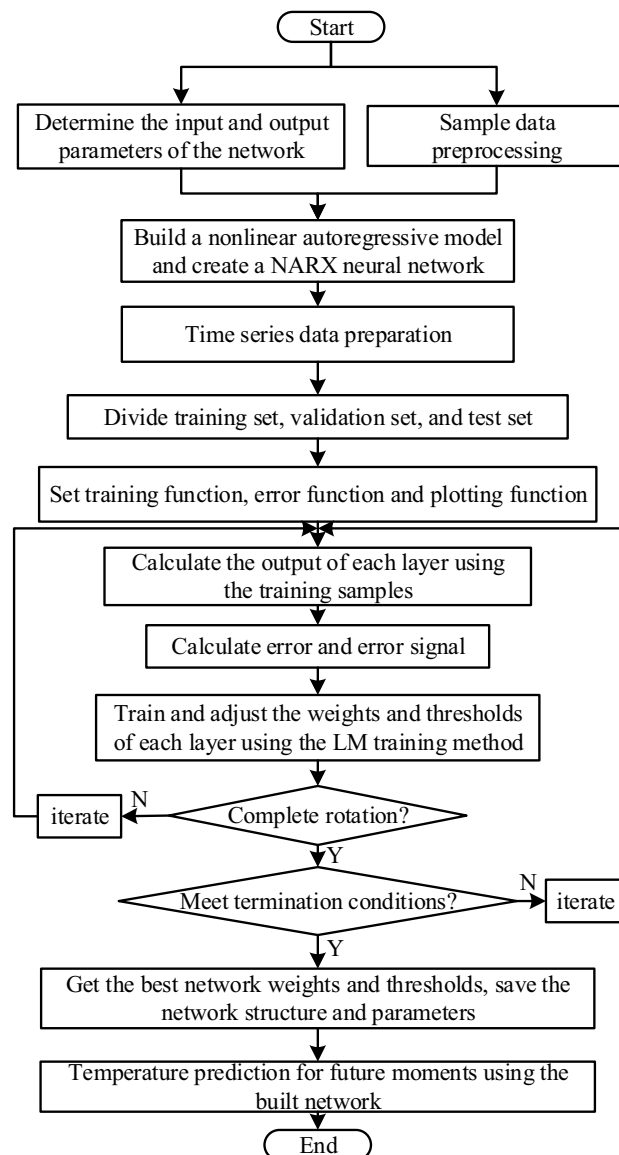 Start
Determine the input and output
parameters of the network
Sample data
preprocessing
Build a nonlinear autoregressive model
and create a NARX neural network
Time series data preparation
Divide training set, validation set, and test set
Set training function, error function and plotting function
Calculate the output of each layer using
the training samples
Calculate error and error signal
Train and adjust the weights and thresholds
of each layer using the LM training method
iterate
N
Complete rotation?
Y
Meet termination conditions?
N
iterate
Y
Get the best network weights and thresholds, save the
network structure and parameters
Temperature prediction for future moments using the
built network
End